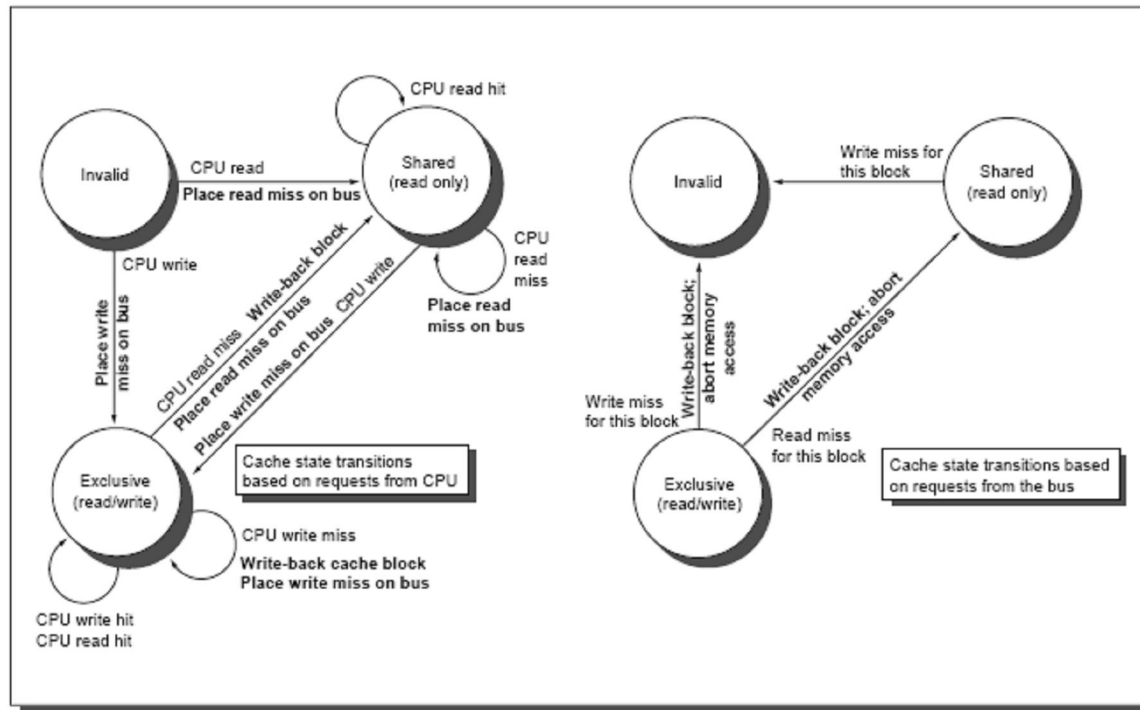 CPU read hit
Invalid
CPU read
Place read miss on bus
Shared
(read only)
CPU write
Place write
miss on bus
CPU
read
miss
Place read
miss on bus
CPU read miss Write-back block
Place read miss on bus
Place write miss on bus CPU write
Exclusive
(read/write)
Cache state transitions
based on requests from CPU
CPU write miss
Write-back cache block
Place write miss on bus
CPU write hit
CPU read hit
Invalid
Write miss for
this block
Shared
(read only)
Write-back block;
abort memory
access
Write-back block; abort
memory access
Write miss
for this block
Read miss
for this block
Exclusive
(read/write)
Cache state transitions based
on requests from the bus